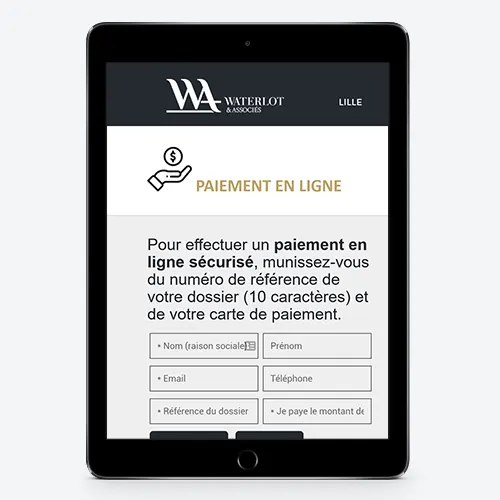 WA WATERLOT
& ASSOCIÉS
LILLE
$
PAIEMENT EN LIGNE
Pour effectuer un paiement en
ligne sécurisé, munissez-vous
du numéro de référence de
votre dossier (10 caractères) et
de votre carte de paiement.
• Nom (raison sociale)
Prénom
• Email
Téléphone
• Référence du dossier
• Je paye le montant de